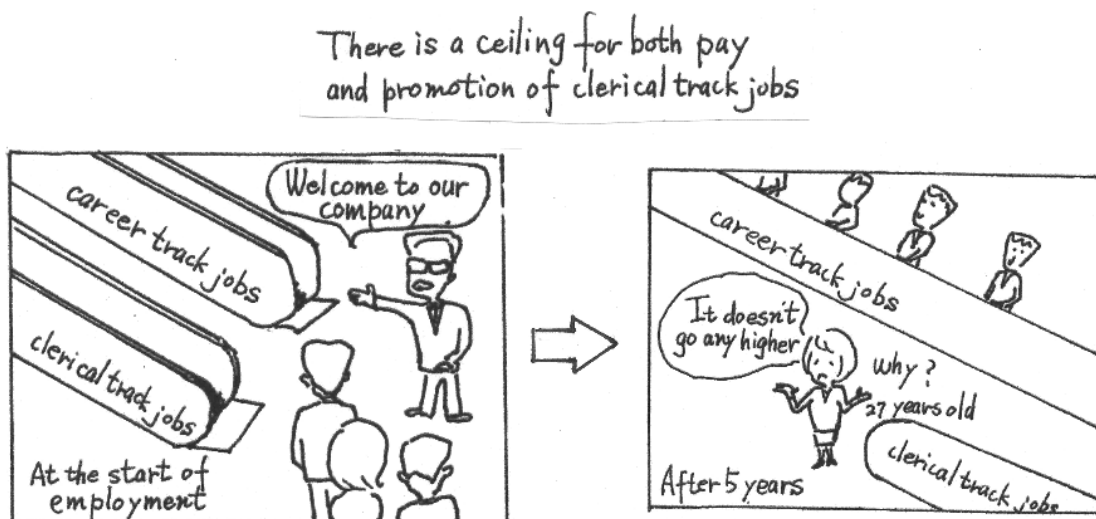 There is a ceiling for both pay
and promotion of clerical track jobs
Welcome to our
company
career track jobs
clerical track jobs
At the start of
employment
career track jobs
It doesn't
go any higher
why?
27 years old
clerical track jobs
After 5 years